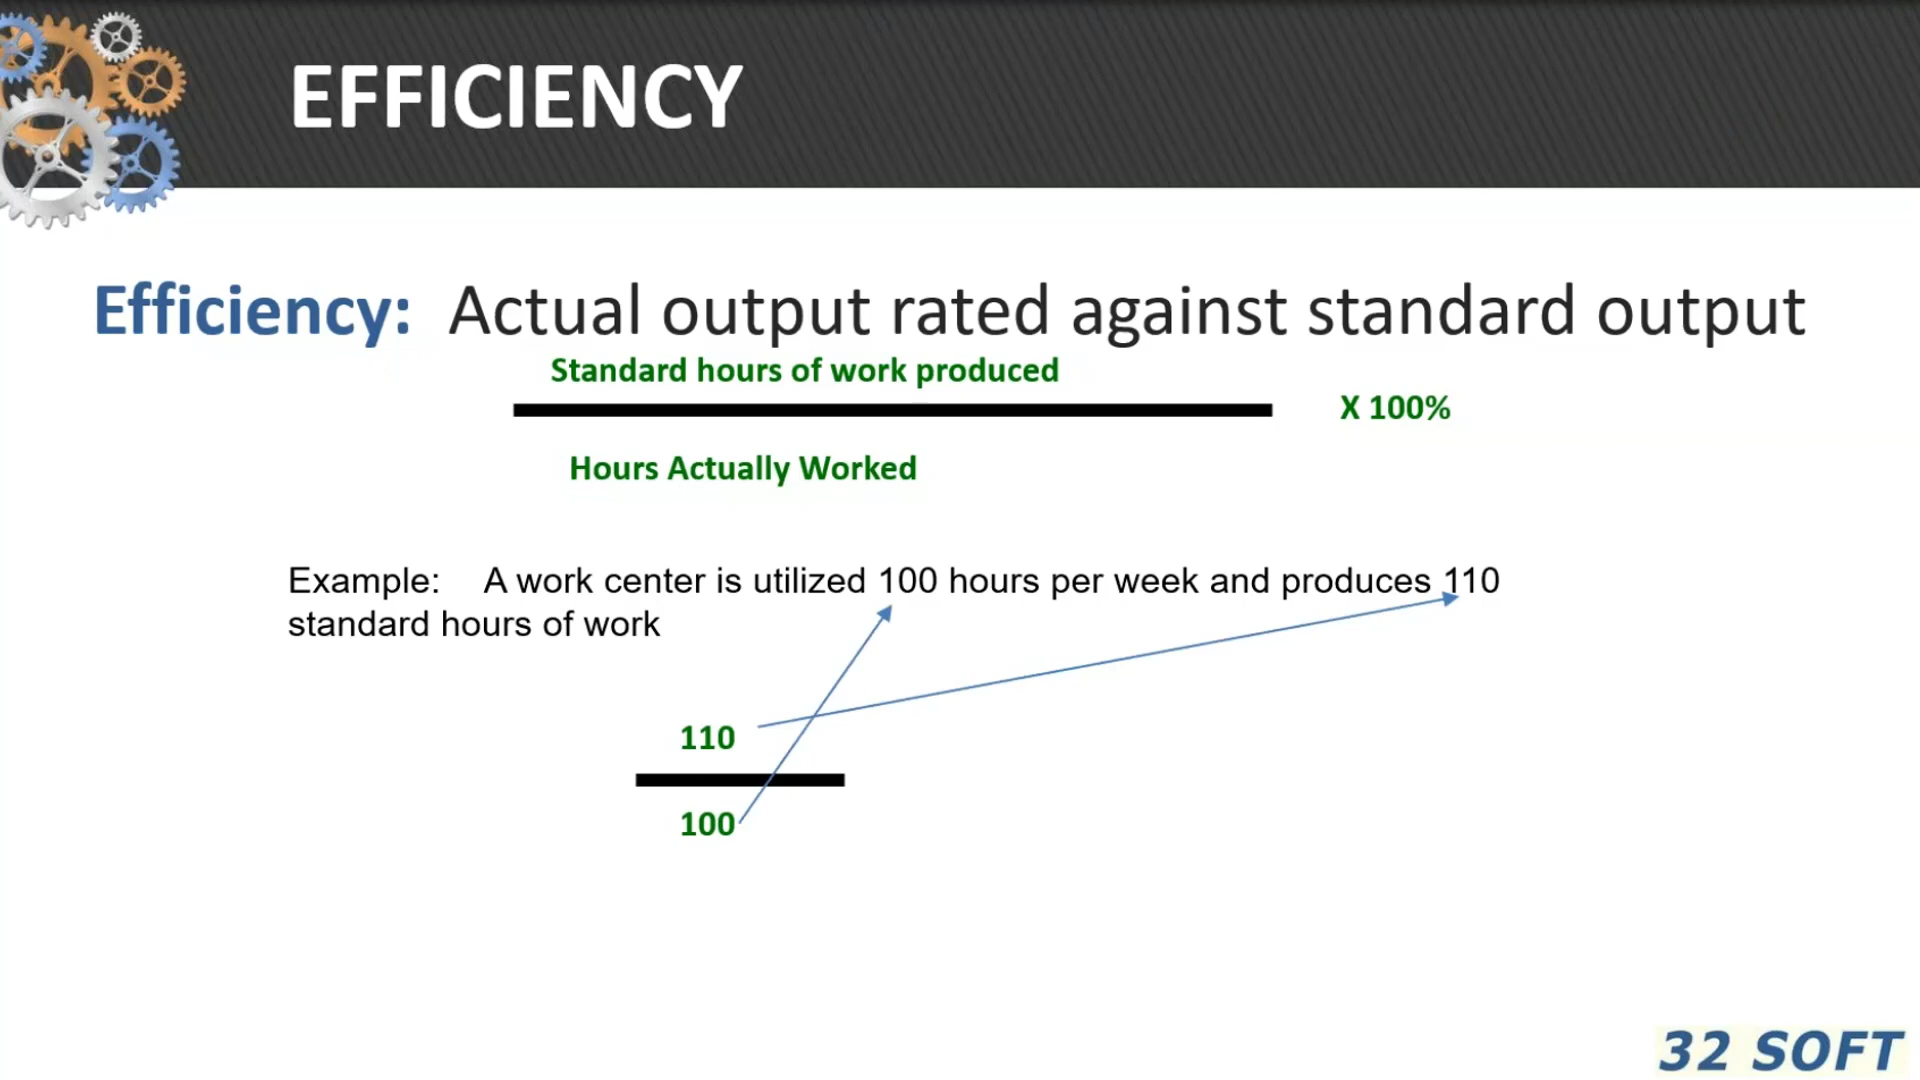 EFFICIENCY
Efficiency: Actual output rated against standard output
Standard hours of work produced
X 100%
Hours Actually Worked
Example: A work center is utilized 100 hours per week and produces 110
standard hours of work
110
100
32 SOFT